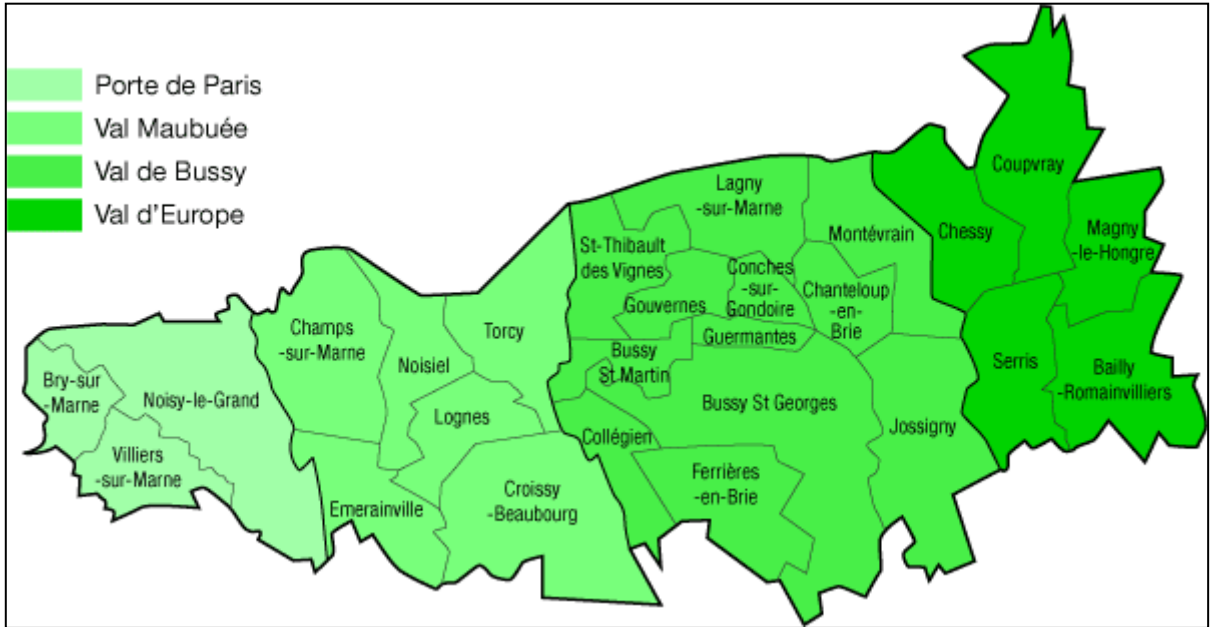 Porte de Paris
Val Maubuée
Val de Bussy
Val d'Europe
Coupvray
Lagny
-sur-Marne
Magny
-le-Hongre
Montévrain
Chessy
St-Thibault
des Vignes
Conches
-sur-
Gondoire
Chanteloup
-en-
Brie
Gouvernes
Champs
-sur-Marne
Torcy
Noisiel
Guermantes
Bussy
St Martin
Serris
Bailly
-Romainvilliers
Bry-sur
-Marne
Noisy-le-Grand
Lognes
Bussy St Georges
Jossigny
Collégien
Villiers
-sur-Marne
Ferrières
-en-Brie
Croissy
-Beaubourg
Emerainville